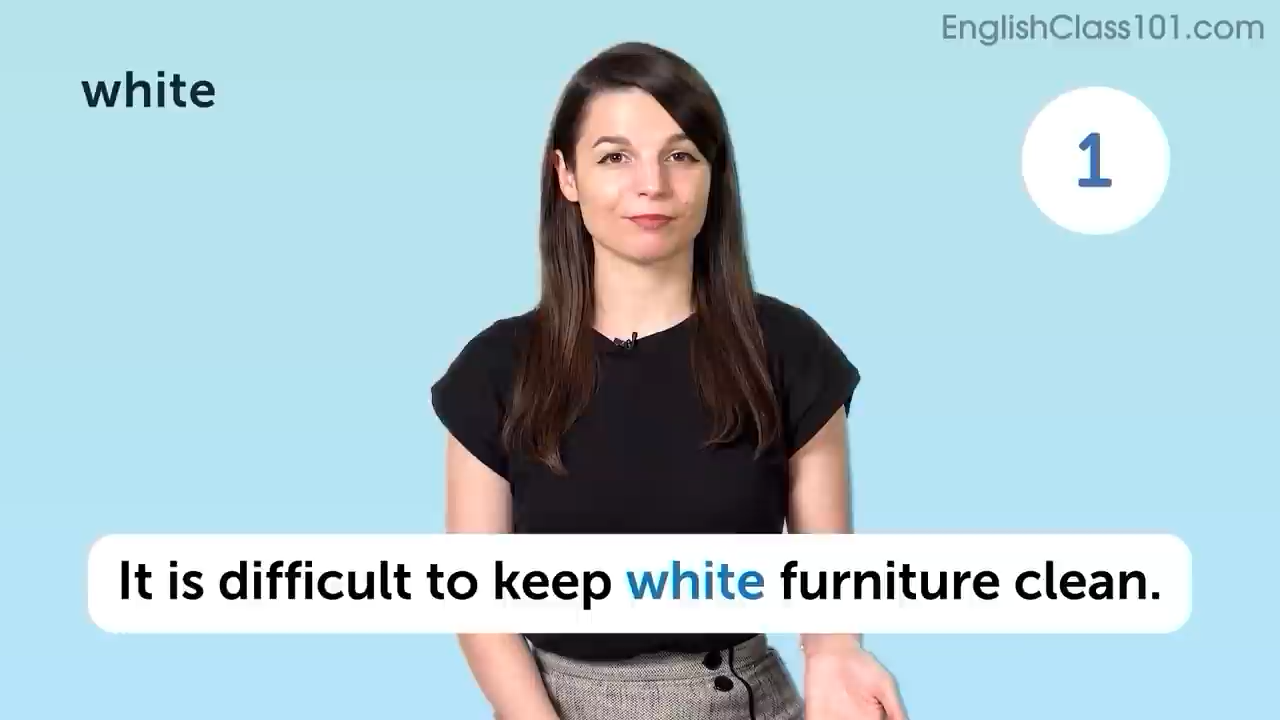 EnglishClass101.com
white
1
It is difficult to keep white furniture clean.